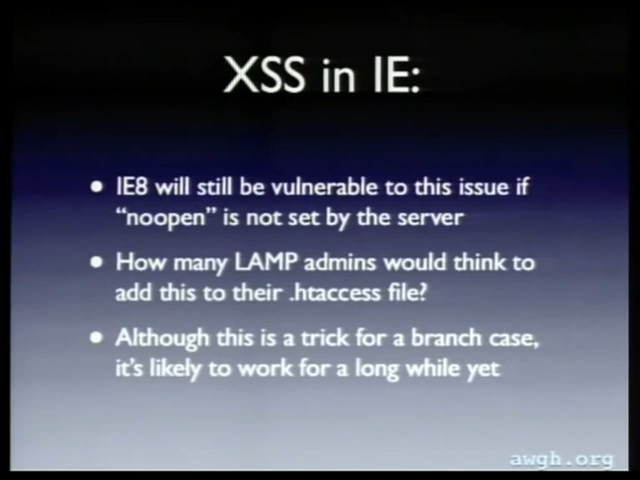 XSS in IE:
• IE8 will still be vulnerable to this issue if
“noopen” is not set by the server
• How many LAMP admins would think to
add this to their .htaccess file?
• Although this is a trick for a branch case,
it’s likely to work for a long while yet
awgh.org